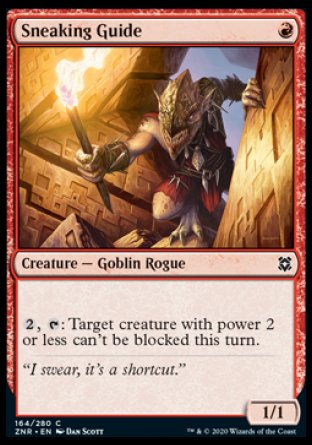 Sneaking Guide
Creature — Goblin Rogue
2, : Target creature with power 2
or less can't be blocked this turn.
"I swear, it's a shortcut."
1/1
164/280 C
ZNR • EN DAN SCOTT
™ & © 2020 Wizards of the Coast